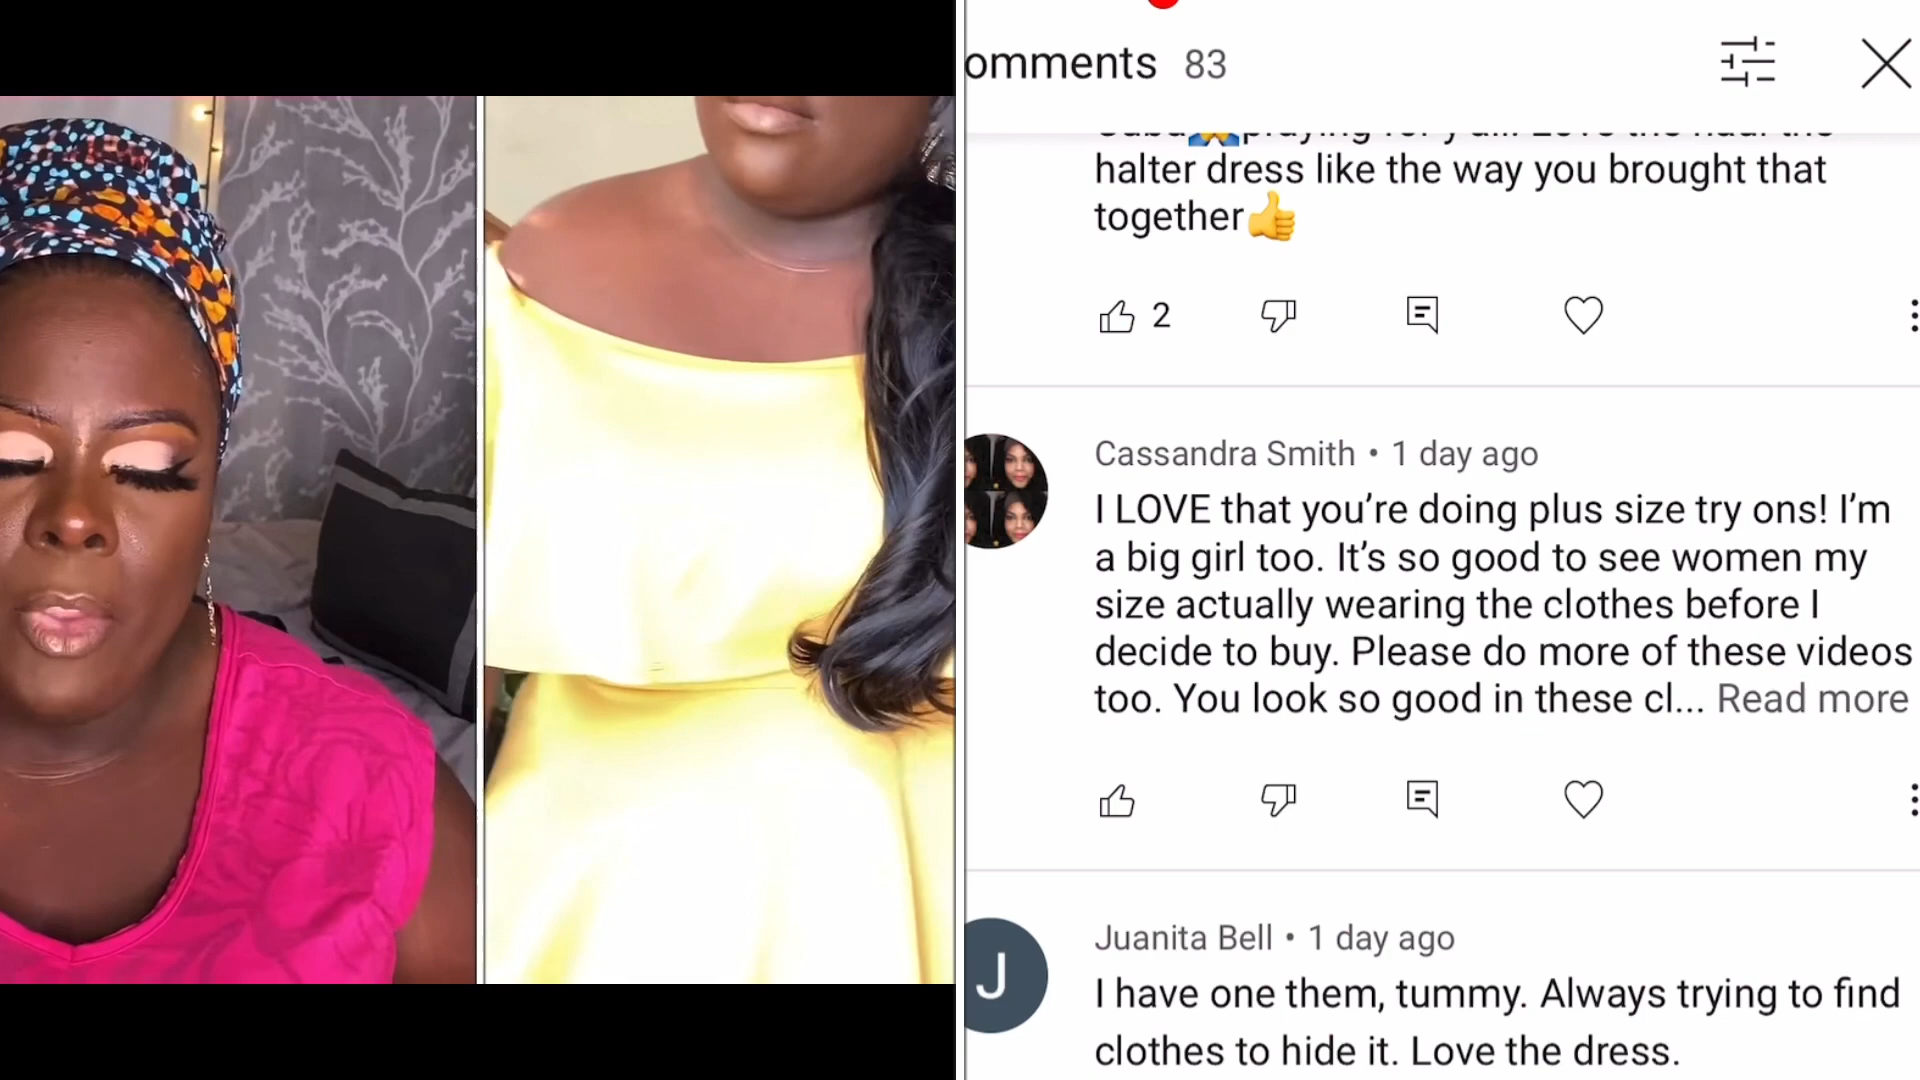 omments 83
halter dress like the way you brought that
together👍
2
Cassandra Smith • 1 day ago
I LOVE that you’re doing plus size try ons! I’m
a big girl too. It’s so good to see women my
size actually wearing the clothes before I
decide to buy. Please do more of these videos
too. You look so good in these cl... Read more
J
Juanita Bell • 1 day ago
I have one them, tummy. Always trying to find
clothes to hide it. Love the dress.